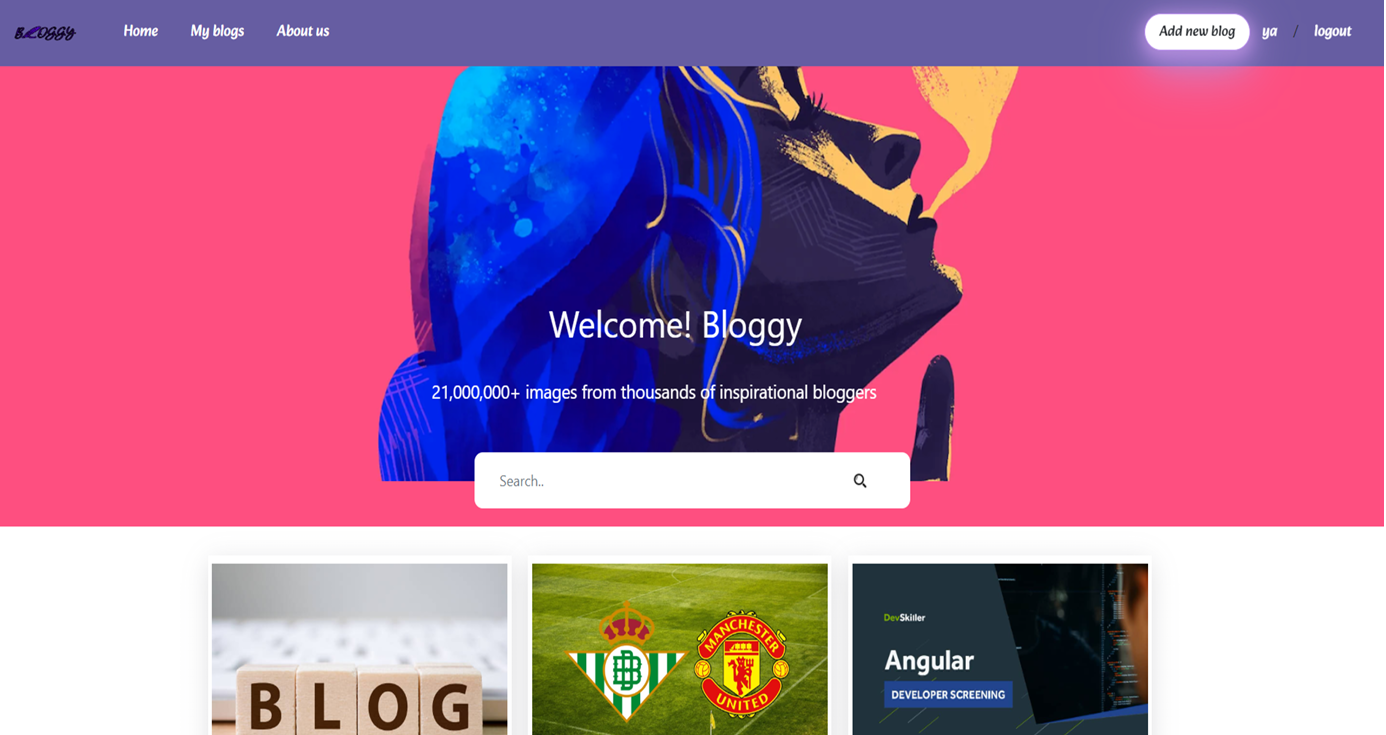 BLOGGY
Home My blogs About us
Add new blog ya / logout
Welcome! Bloggy
21,000,000+ images from thousands of inspirational bloggers
Search..
BLOG
MANCHESTER
UNITED
DevSkiller
Angular
DEVELOPER SCREENING